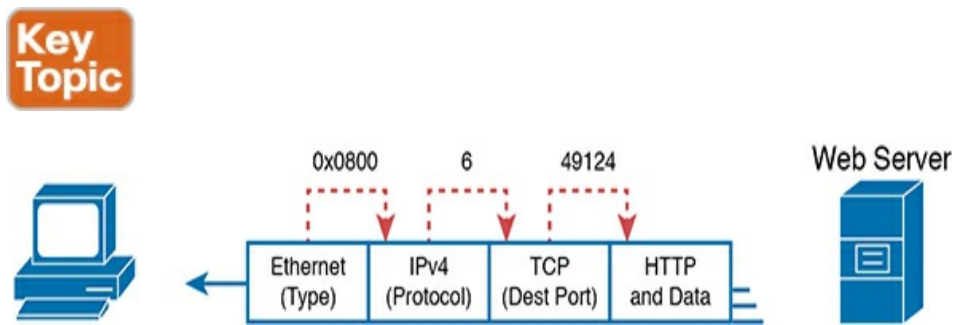 Key
Topic
0x0800 6 49124 Web Server
Ethernet IPv4 TCP HTTP
(Type) (Protocol) (Dest Port) and Data